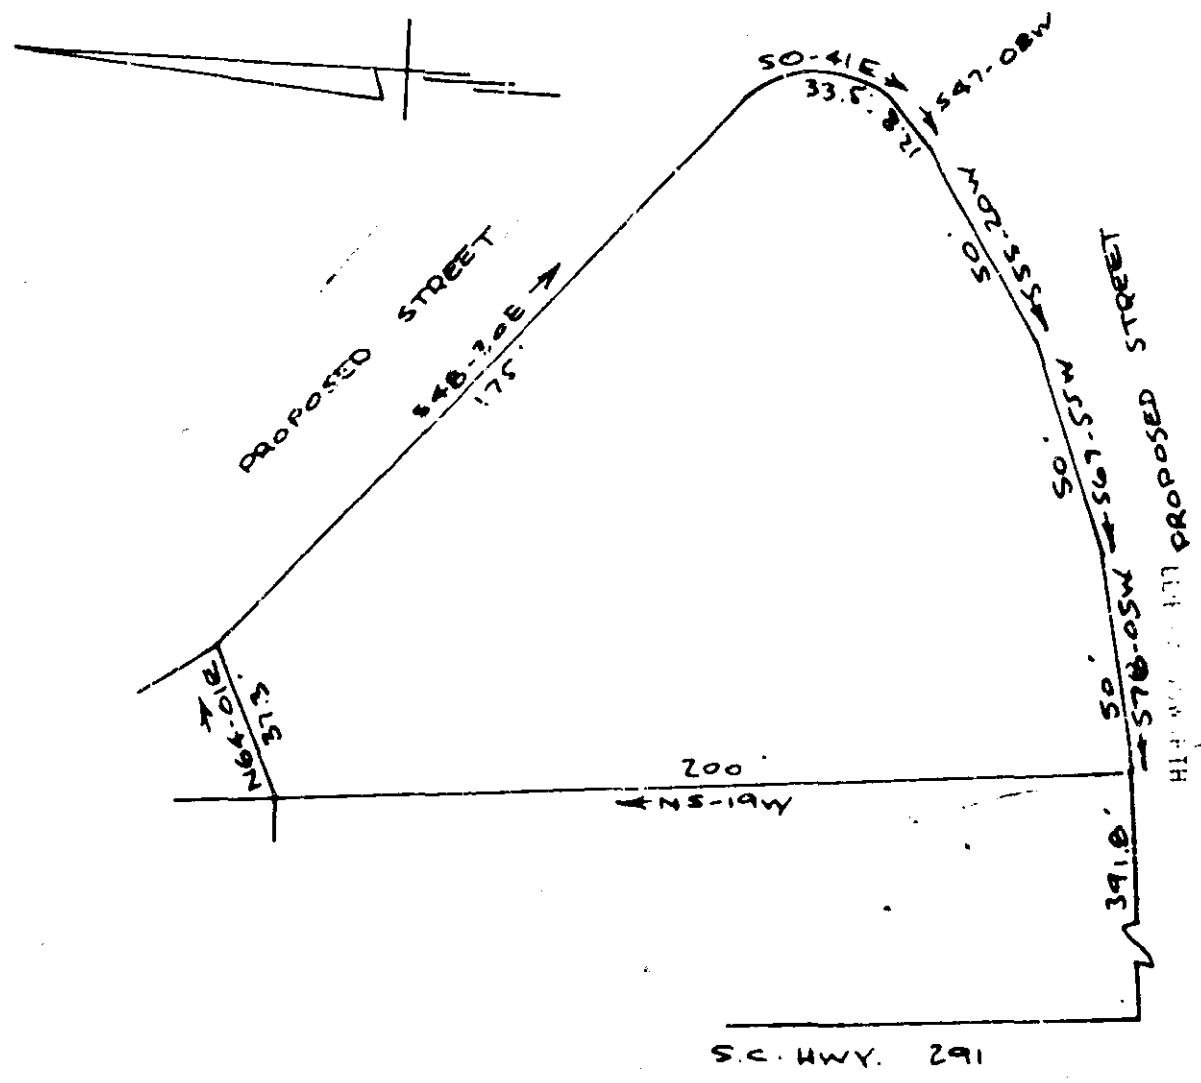 S0-41E
33.5'
12.8'
S47-08W
S55-20W
50'
PROPOSED STREET
S48-30E
175'
PROPOSED STREET
S67-55W
50'
S78-05W
50'
N64-01E
37.3'
200'
N5-19W
391.8'
S.C. HWY. 291